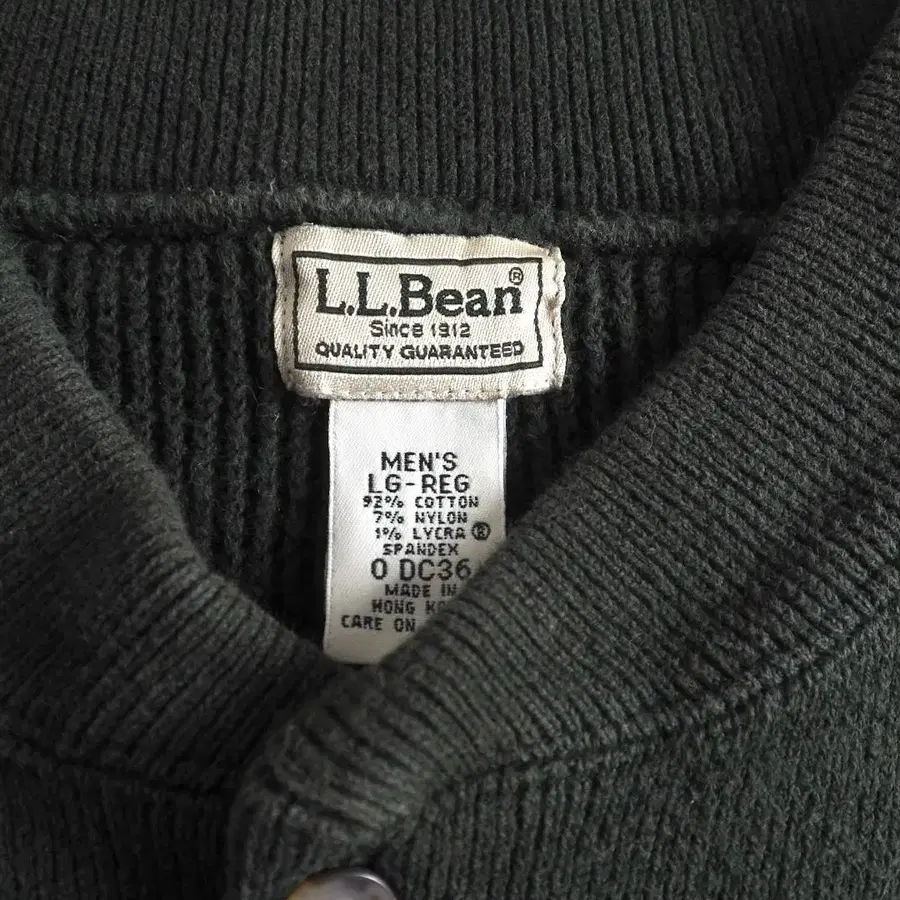 L.L.Bean®
Since 1912
QUALITY GUARANTEED
MEN'S
LG-REG
92% COTTON
7% NYLON
1% LYCRA®
SPANDEX
0 DC36
MADE IN
HONG
CARE ON